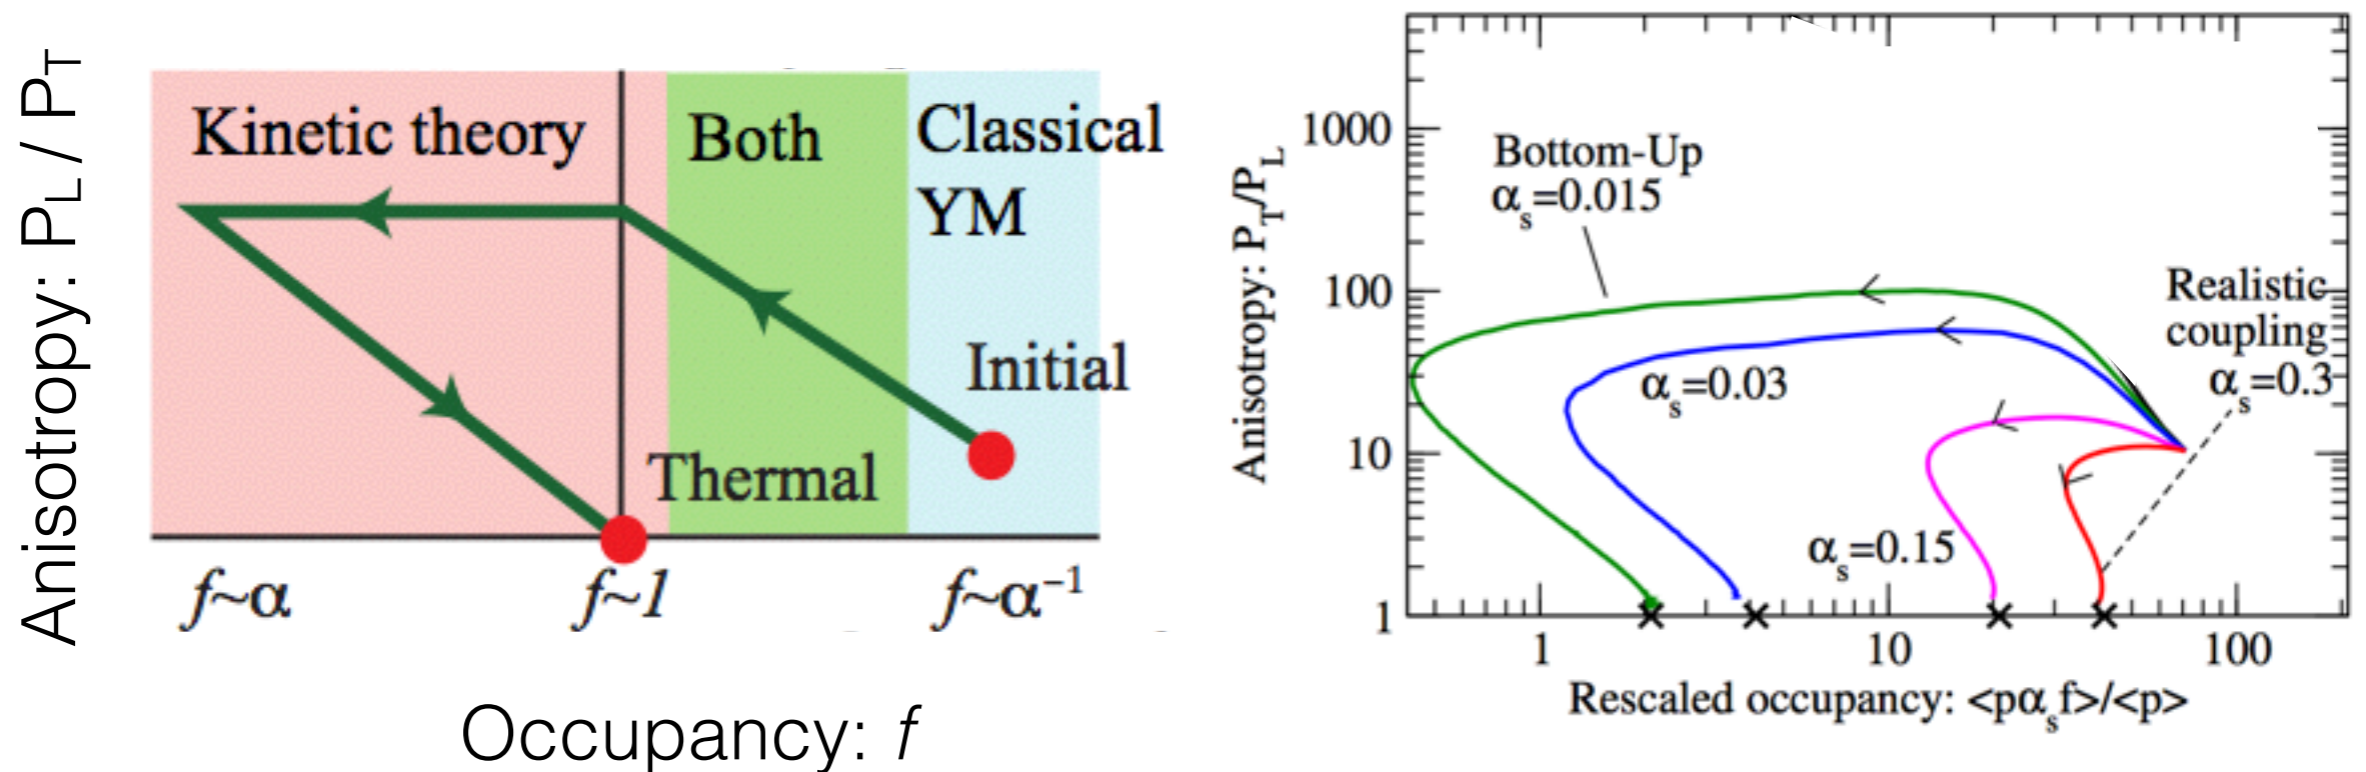 Anisotropy: P_L / P_T
Kinetic theory
Both
Classical
YM
Initial
Thermal
f~α
f~1
f~α⁻¹
Occupancy: f
Anisotropy: P_T/P_L
1000
100
10
1
Bottom-Up
α_s=0.015
α_s=0.03
α_s=0.15
Realistic
coupling
α_s=0.3
1
10
100
Rescaled occupancy: <pα_s f>/<p>